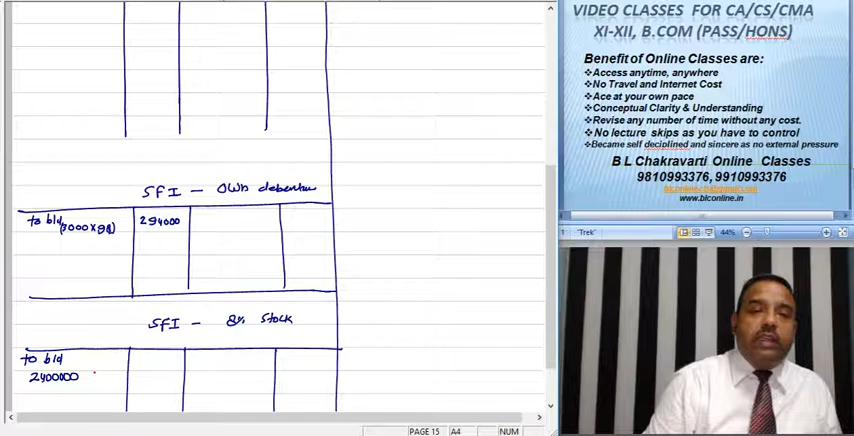 SFI - own debenture
to bld
(3000 x 98) 294000
SFI - 8% Stock
to bld
2400000
PAGE 15 A4 NUM
VIDEO CLASSES FOR CA/CS/CMA
XI-XII, B.COM (PASS/HONS)
Benefit of Online Classes are:
✓Access anytime, anywhere
✓No Travel and Internet Cost
✓Ace at your own pace
✓Conceptual Clarity & Understanding
✓Revise any number of time without any cost.
✓No lecture skips as you have to control
✓Became self deciplined and sincere as no external pressure
B L Chakravarti Online Classes
9810993376, 9910993376
www.blconline.in
1 "Trek" 44%